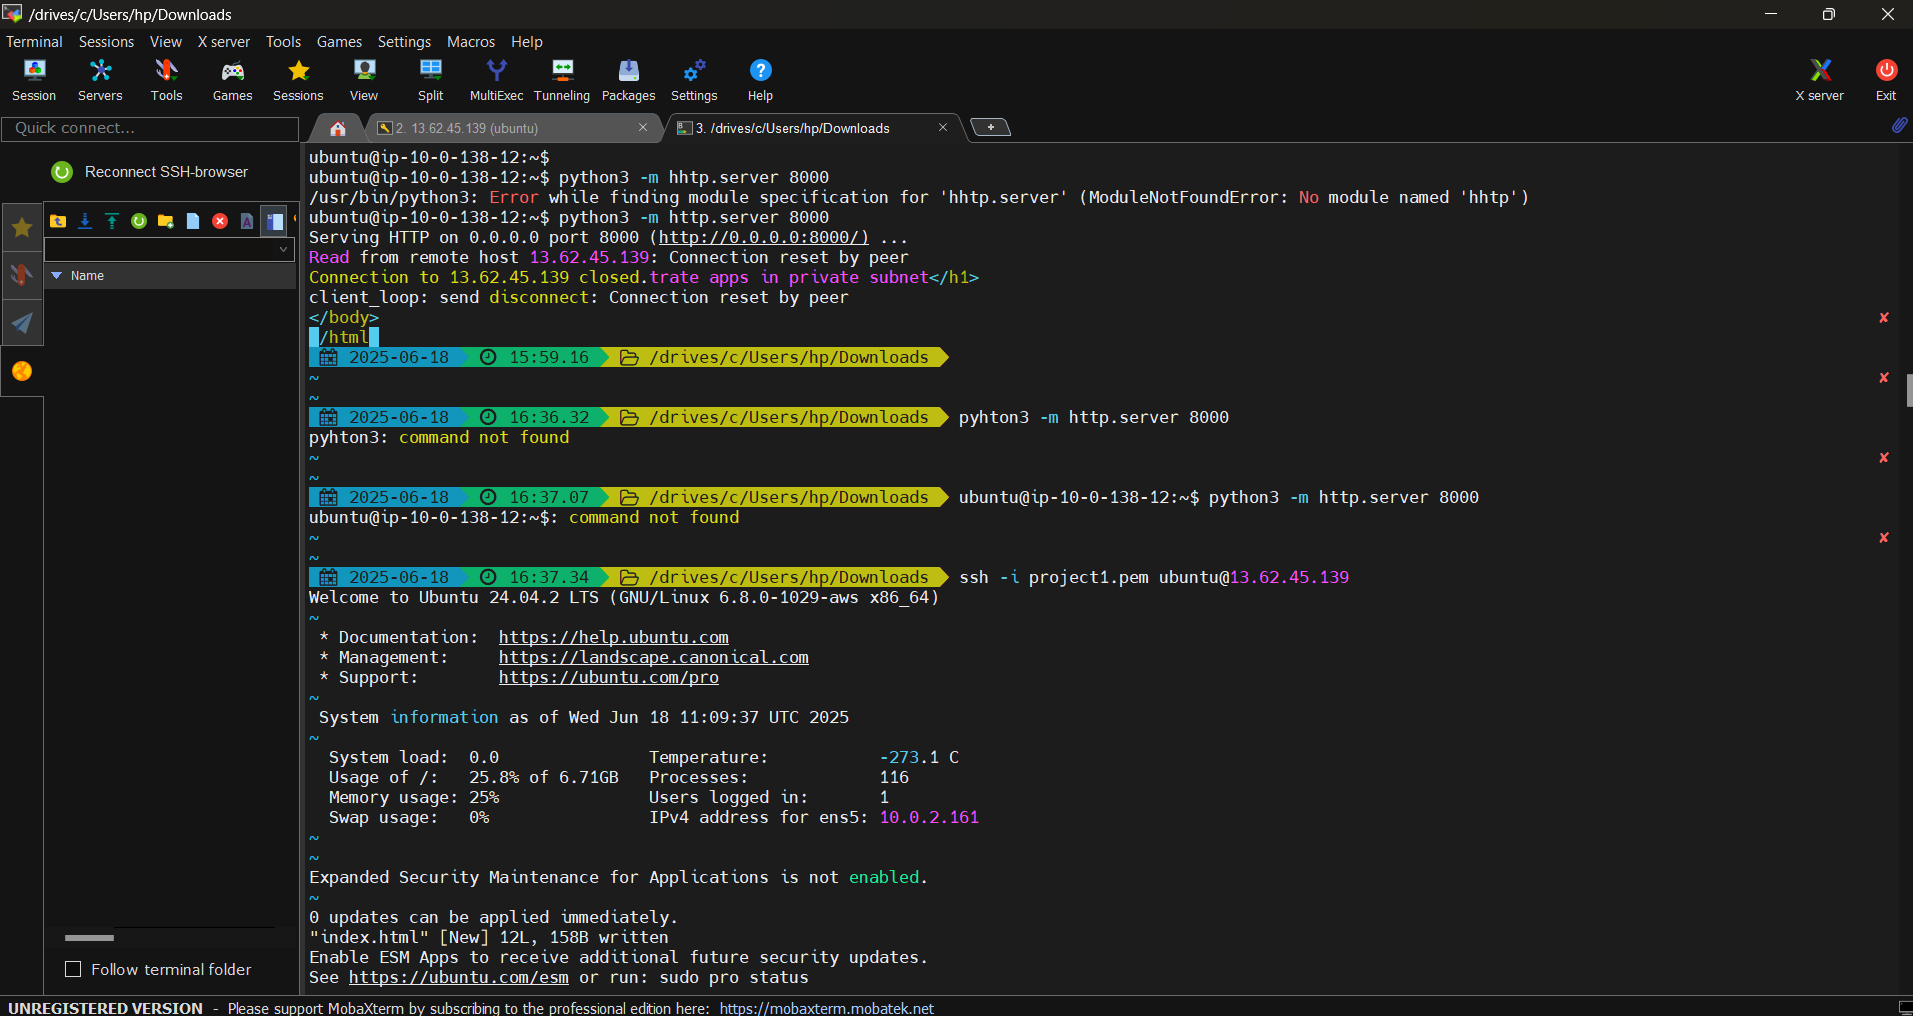 /drives/c/Users/hp/Downloads
Terminal Sessions View X server Tools Games Settings Macros Help
Session Servers Tools Games Sessions View Split MultiExec Tunneling Packages Settings Help X server Exit
Quick connect...
2. 13.62.45.139 (ubuntu)
3. /drives/c/Users/hp/Downloads
Reconnect SSH-browser
Name
ubuntu@ip-10-0-138-12:~$
ubuntu@ip-10-0-138-12:~$ python3 -m hhtp.server 8000
/usr/bin/python3: Error while finding module specification for 'hhtp.server' (ModuleNotFoundError: No module named 'hhtp')
ubuntu@ip-10-0-138-12:~$ python3 -m http.server 8000
Serving HTTP on 0.0.0.0 port 8000 (http://0.0.0.0:8000/) ...
Read from remote host 13.62.45.139: Connection reset by peer
Connection to 13.62.45.139 closed.trate apps in private subnet</h1>
client_loop: send disconnect: Connection reset by peer
</body>
/html
2025-06-18 15:59.16 /drives/c/Users/hp/Downloads
~
~
2025-06-18 16:36.32 /drives/c/Users/hp/Downloads pyhton3 -m http.server 8000
pyhton3: command not found
~
~
2025-06-18 16:37.07 /drives/c/Users/hp/Downloads ubuntu@ip-10-0-138-12:~$ python3 -m http.server 8000
ubuntu@ip-10-0-138-12:~$: command not found
~
~
2025-06-18 16:37.34 /drives/c/Users/hp/Downloads ssh -i project1.pem ubuntu@13.62.45.139
Welcome to Ubuntu 24.04.2 LTS (GNU/Linux 6.8.0-1029-aws x86_64)
~
* Documentation: https://help.ubuntu.com
* Management: https://landscape.canonical.com
* Support: https://ubuntu.com/pro
~
System information as of Wed Jun 18 11:09:37 UTC 2025
~
System load: 0.0 Temperature: -273.1 C
Usage of /: 25.8% of 6.71GB Processes: 116
Memory usage: 25% Users logged in: 1
Swap usage: 0% IPv4 address for ens5: 10.0.2.161
~
~
Expanded Security Maintenance for Applications is not enabled.
~
0 updates can be applied immediately.
"index.html" [New] 12L, 158B written
Enable ESM Apps to receive additional future security updates.
See https://ubuntu.com/esm or run: sudo pro status
Follow terminal folder
UNREGISTERED VERSION - Please support MobaXterm by subscribing to the professional edition here: https://mobaxterm.mobatek.net